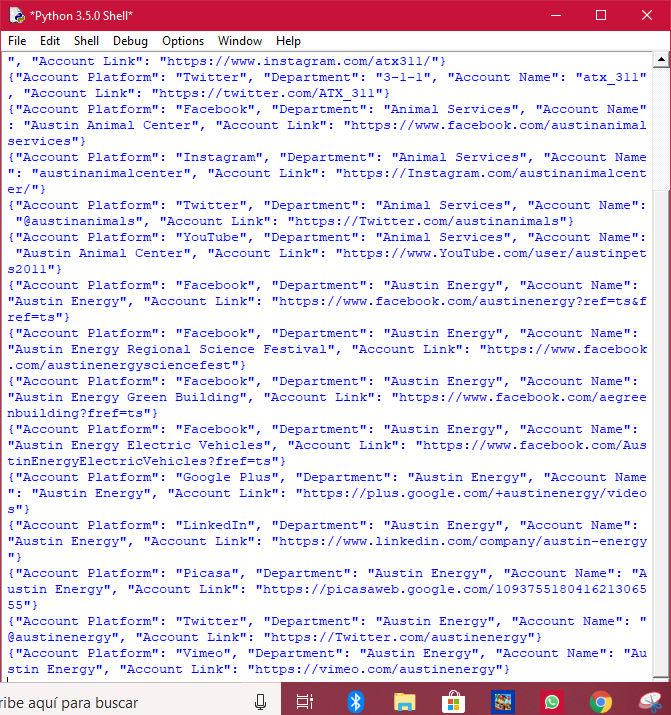 *Python 3.5.0 Shell*
File Edit Shell Debug Options Window Help
", "Account Link": "https://www.instagram.com/atx311/"}
{"Account Platform": "Twitter", "Department": "3-1-1", "Account Name": "atx_311"
, "Account Link": "https://twitter.com/ATX_311"}
{"Account Platform": "Facebook", "Department": "Animal Services", "Account Name"
: "Austin Animal Center", "Account Link": "https://www.facebook.com/austinanimal
services"}
{"Account Platform": "Instagram", "Department": "Animal Services", "Account Name
": "austinanimalcenter", "Account Link": "https://Instagram.com/austinanimalcent
er/"}
{"Account Platform": "Twitter", "Department": "Animal Services", "Account Name":
"@austinanimals", "Account Link": "https://Twitter.com/austinanimals"}
{"Account Platform": "YouTube", "Department": "Animal Services", "Account Name":
"Austin Animal Center", "Account Link": "https://www.YouTube.com/user/austinpet
s2011"}
{"Account Platform": "Facebook", "Department": "Austin Energy", "Account Name":
"Austin Energy", "Account Link": "https://www.facebook.com/austinenergy?ref=ts&f
ref=ts"}
{"Account Platform": "Facebook", "Department": "Austin Energy", "Account Name":
"Austin Energy Regional Science Festival", "Account Link": "https://www.facebook
.com/austinenergysciencefest"}
{"Account Platform": "Facebook", "Department": "Austin Energy", "Account Name":
"Austin Energy Green Building", "Account Link": "https://www.facebook.com/aegree
nbuilding?fref=ts"}
{"Account Platform": "Facebook", "Department": "Austin Energy", "Account Name":
"Austin Energy Electric Vehicles", "Account Link": "https://www.facebook.com/Aus
tinEnergyElectricVehicles?fref=ts"}
{"Account Platform": "Google Plus", "Department": "Austin Energy", "Account Name
": "Austin Energy", "Account Link": "https://plus.google.com/+austinenergy/video
s"}
{"Account Platform": "LinkedIn", "Department": "Austin Energy", "Account Name":
"Austin Energy", "Account Link": "https://www.linkedin.com/company/austin-energy
"}
{"Account Platform": "Picasa", "Department": "Austin Energy", "Account Name": "A
ustin Energy", "Account Link": "https://picasaweb.google.com/1093755180416213065
55"}
{"Account Platform": "Twitter", "Department": "Austin Energy", "Account Name": "
@austinenergy", "Account Link": "https://Twitter.com/austinenergy"}
{"Account Platform": "Vimeo", "Department": "Austin Energy", "Account Name": "Au
stin Energy", "Account Link": "https://vimeo.com/austinenergy"}
ribe aquí para buscar